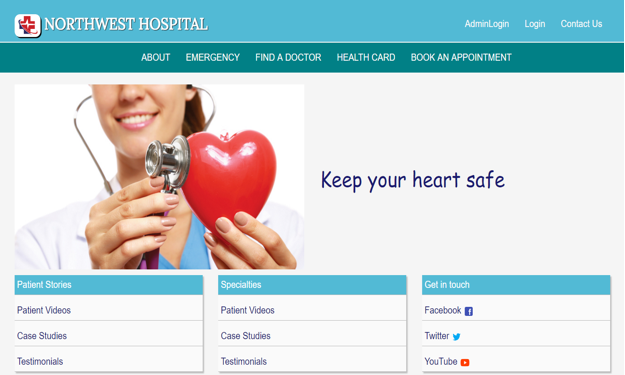 NORTHWEST HOSPITAL
AdminLogin Login Contact Us
ABOUT EMERGENCY FIND A DOCTOR HEALTH CARD BOOK AN APPOINTMENT
Keep your heart safe
Patient Stories
Patient Videos
Case Studies
Testimonials
Specialties
Patient Videos
Case Studies
Testimonials
Get in touch
Facebook
Twitter
YouTube